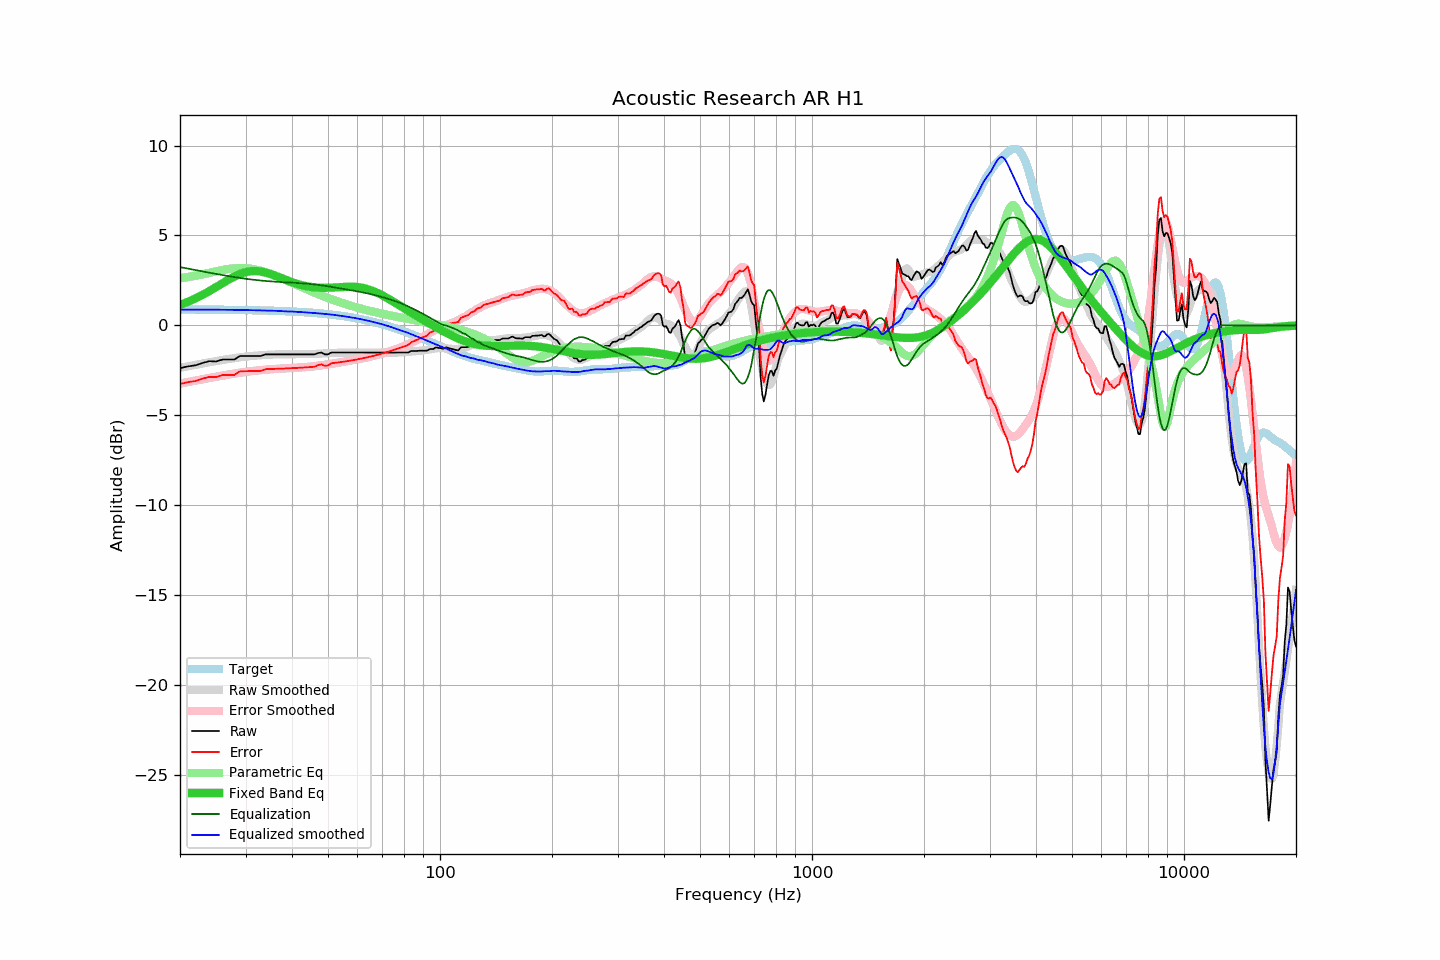 Acoustic Research AR H1
10
5
0
−5
−10
−15
−20
−25
Amplitude (dBr)
Target
Raw Smoothed
Error Smoothed
Raw
Error
Parametric Eq
Fixed Band Eq
Equalization
Equalized smoothed
100 1000 10000
Frequency (Hz)